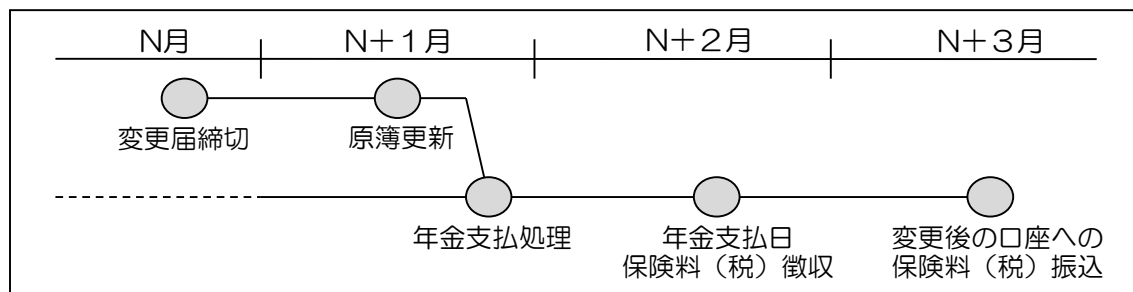 N月
N+1月
N+2月
N+3月
変更届締切
原簿更新
年金支払処理
年金支払日
保険料(税)徴収
変更後の口座への
保険料(税)振込